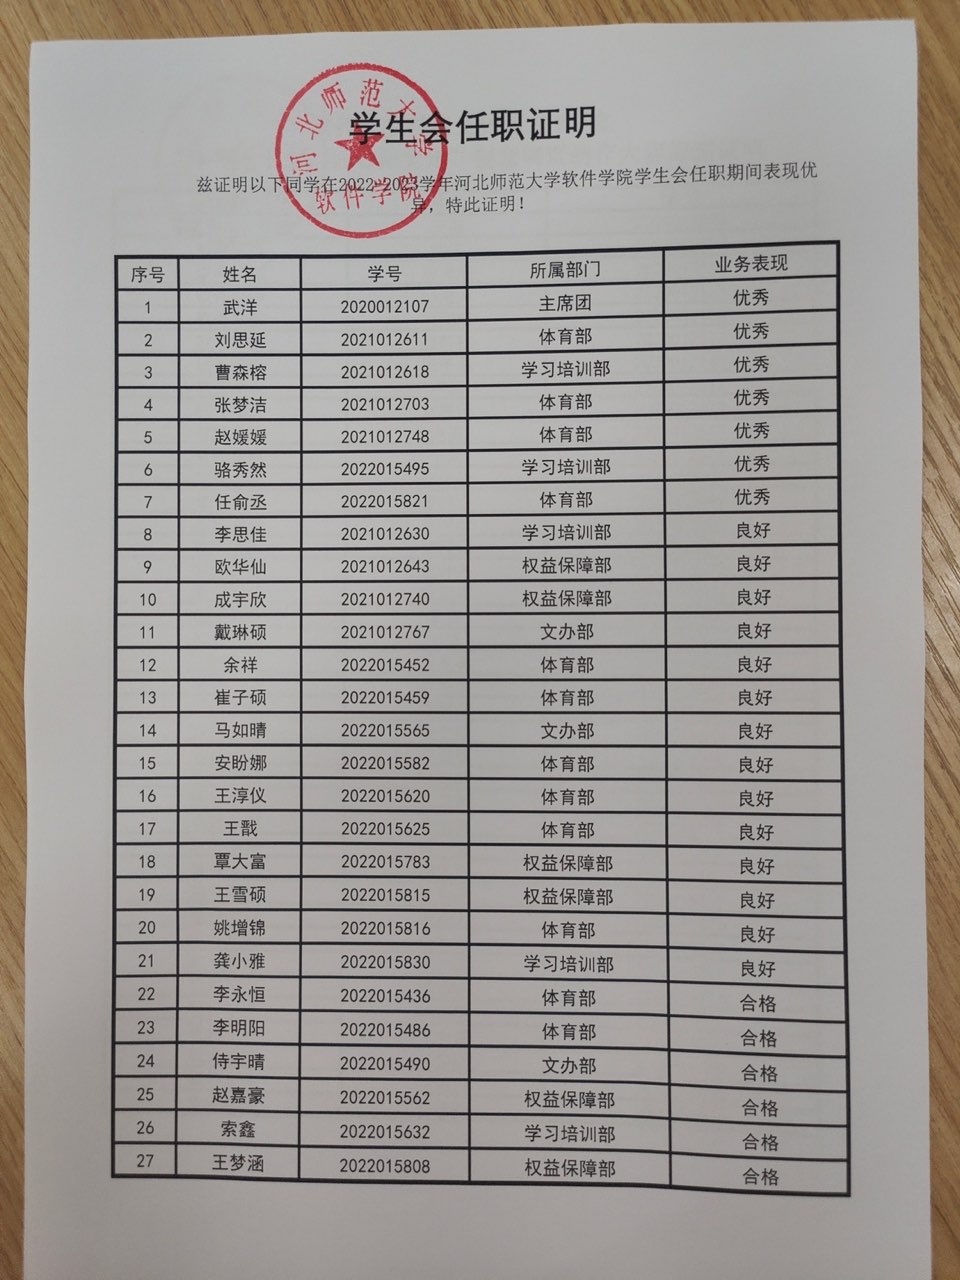 学生会任职证明
河北师范大学
软件学院
兹证明以下同学在2022-2023学年河北师范大学软件学院学生会任职期间表现优
异，特此证明！
序号 姓名 学号 所属部门 业务表现
1 武洋 2020012107 主席团 优秀
2 刘思延 2021012611 体育部 优秀
3 曹森榕 2021012618 学习培训部 优秀
4 张梦洁 2021012703 体育部 优秀
5 赵媛媛 2021012748 体育部 优秀
6 骆秀然 2022015495 学习培训部 优秀
7 任俞丞 2022015821 体育部 优秀
8 李思佳 2021012630 学习培训部 良好
9 欧华仙 2021012643 权益保障部 良好
10 成宇欣 2021012740 权益保障部 良好
11 戴琳硕 2021012767 文办部 良好
12 余祥 2022015452 体育部 良好
13 崔子硕 2022015459 体育部 良好
14 马如晴 2022015565 文办部 良好
15 安盼娜 2022015582 体育部 良好
16 王淳仪 2022015620 体育部 良好
17 王戬 2022015625 体育部 良好
18 覃大富 2022015783 权益保障部 良好
19 王雪硕 2022015815 权益保障部 良好
20 姚增锦 2022015816 体育部 良好
21 龚小雅 2022015830 学习培训部 良好
22 李永恒 2022015436 体育部 合格
23 李明阳 2022015486 体育部 合格
24 侍宇晴 2022015490 文办部 合格
25 赵嘉豪 2022015562 权益保障部 合格
26 索鑫 2022015632 学习培训部 合格
27 王梦涵 2022015808 权益保障部 合格